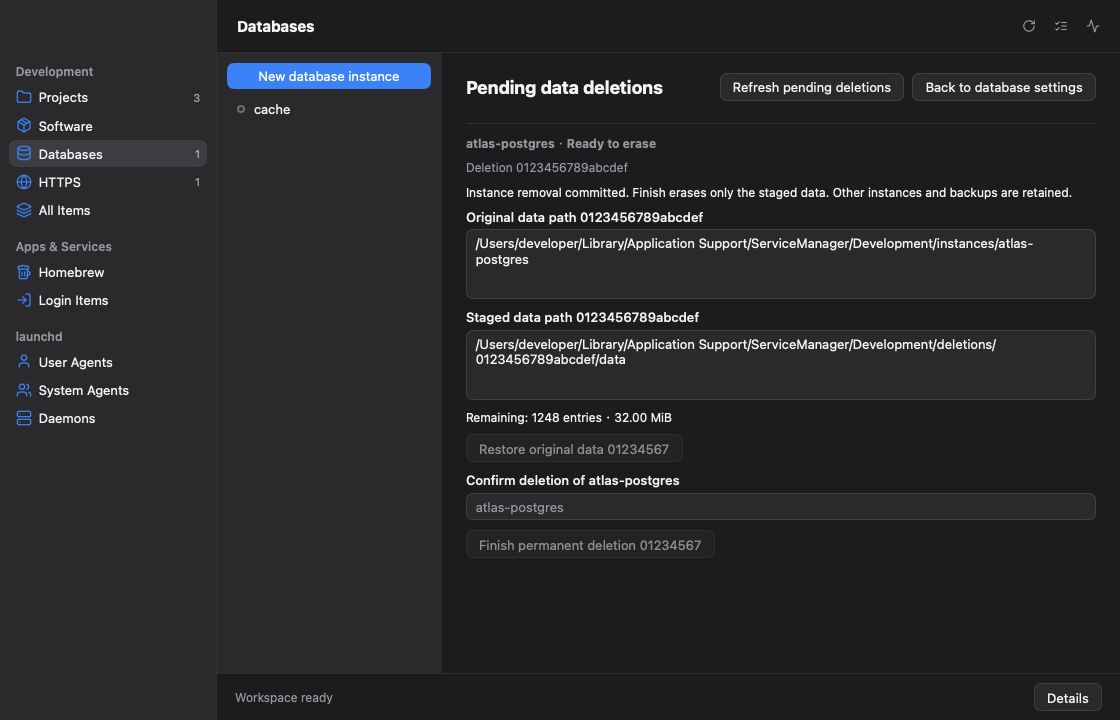 Databases
Development
Projects 3
Software
Databases 1
HTTPS 1
All Items
Apps & Services
Homebrew
Login Items
launchd
User Agents
System Agents
Daemons
New database instance
cache
Pending data deletions
Refresh pending deletions
Back to database settings
atlas-postgres · Ready to erase
Deletion 0123456789abcdef
Instance removal committed. Finish erases only the staged data. Other instances and backups are retained.
Original data path 0123456789abcdef
/Users/developer/Library/Application Support/ServiceManager/Development/instances/atlas-
postgres
Staged data path 0123456789abcdef
/Users/developer/Library/Application Support/ServiceManager/Development/deletions/
0123456789abcdef/data
Remaining: 1248 entries · 32.00 MiB
Restore original data 01234567
Confirm deletion of atlas-postgres
atlas-postgres
Finish permanent deletion 01234567
Workspace ready
Details